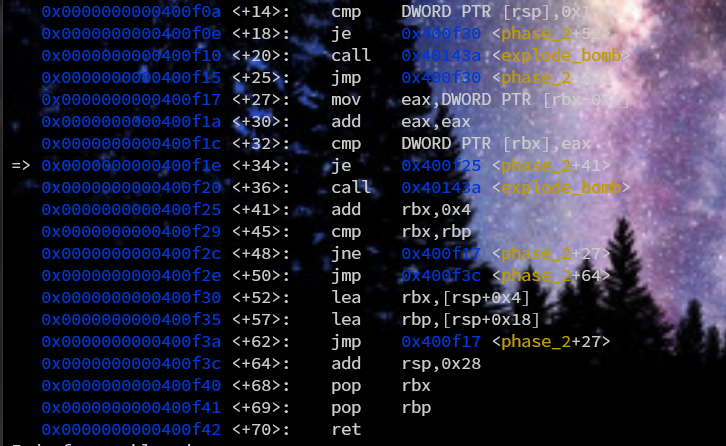 0x0000000000400f0a <+14>: cmp DWORD PTR [rsp],0x1
0x0000000000400f0e <+18>: je 0x400f30 <phase_2+52>
0x0000000000400f10 <+20>: call 0x40143a <explode_bomb>
0x0000000000400f15 <+25>: jmp 0x400f30 <phase_2
0x0000000000400f17 <+27>: mov eax,DWORD PTR [rbx
0x0000000000400f1a <+30>: add eax,eax
0x0000000000400f1c <+32>: cmp DWORD PTR [rbx],eax
=> 0x0000000000400f1e <+34>: je 0x400f25 <phase_2+41>
0x0000000000400f20 <+36>: call 0x40143a <explode_bomb>
0x0000000000400f25 <+41>: add rbx,0x4
0x0000000000400f29 <+45>: cmp rbx,rbp
0x0000000000400f2c <+48>: jne 0x400f17 <phase_2+27>
0x0000000000400f2e <+50>: jmp 0x400f3c <phase_2+64>
0x0000000000400f30 <+52>: lea rbx,[rsp+0x4]
0x0000000000400f35 <+57>: lea rbp,[rsp+0x18]
0x0000000000400f3a <+62>: jmp 0x400f17 <phase_2+27>
0x0000000000400f3c <+64>: add rsp,0x28
0x0000000000400f40 <+68>: pop rbx
0x0000000000400f41 <+69>: pop rbp
0x0000000000400f42 <+70>: ret